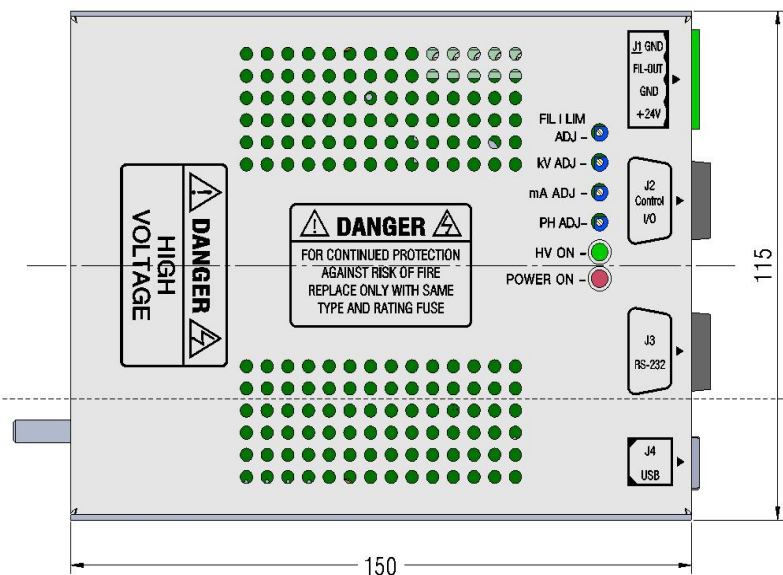 J1 GND
FIL-OUT
GND
+24V
FIL I LIM
ADJ –
kV ADJ –
mA ADJ –
PH ADJ–
HV ON –
POWER ON –
J2
Control
I/O
J3
RS-232
J4
USB
DANGER
HIGH
VOLTAGE
DANGER
FOR CONTINUED PROTECTION
AGAINST RISK OF FIRE
REPLACE ONLY WITH SAME
TYPE AND RATING FUSE
115
150